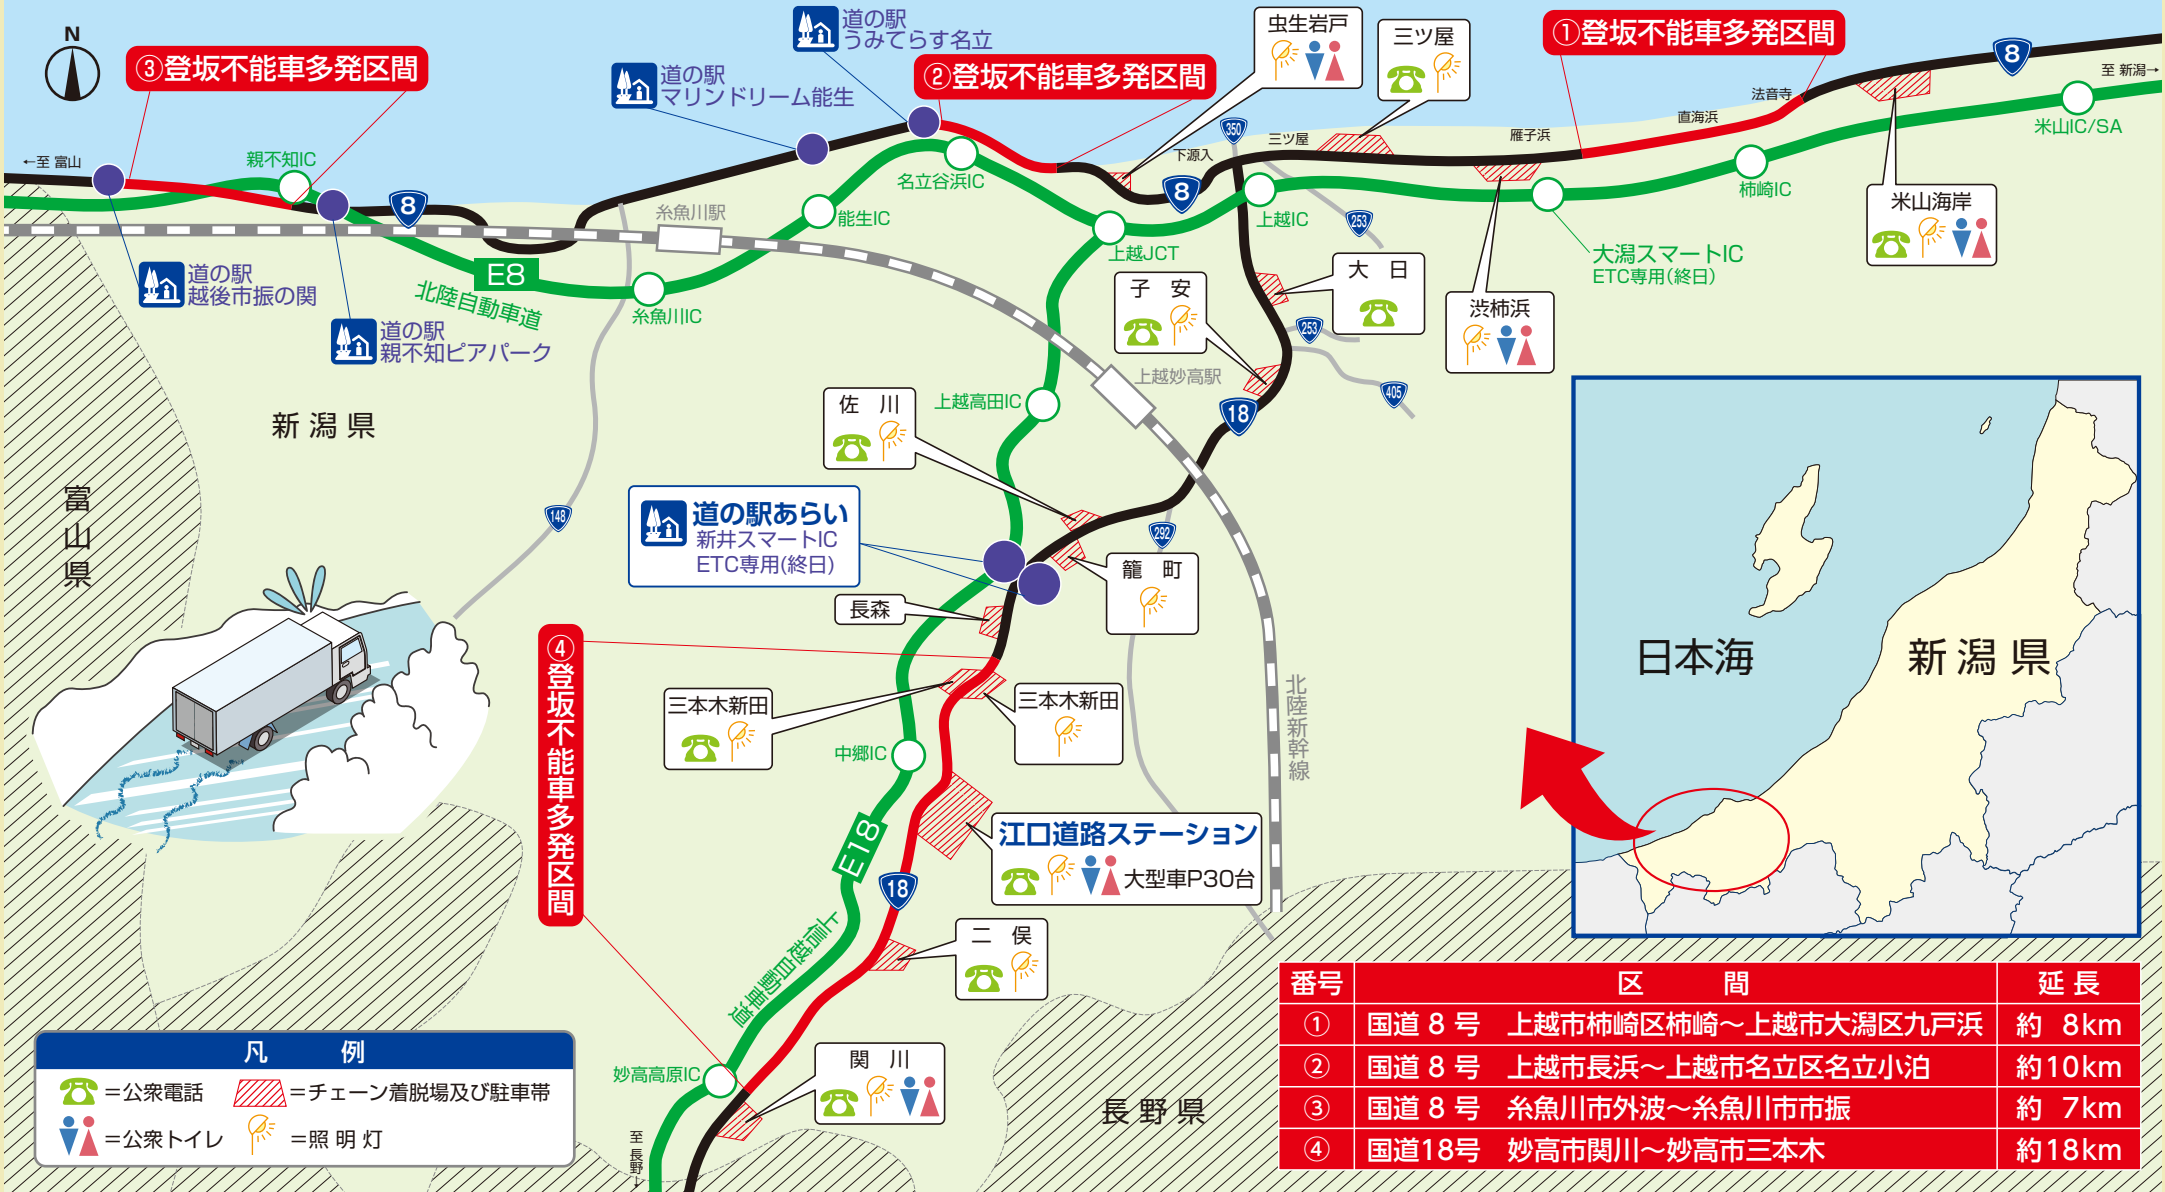 N
③登坂不能車多発区間
道の駅
うみてらす名立
道の駅
マリンドリーム能生
②登坂不能車多発区間
虫生岩戸
三ツ屋
①登坂不能車多発区間
8
至 新潟→
米山IC/SA
法音寺
直海浜
雁子浜
三ツ屋
350
下源入
8
←至 富山
親不知IC
8
糸魚川駅
能生IC
名立谷浜IC
上越JCT
上越IC
253
柿崎IC
米山海岸
大潟スマートIC
ETC専用(終日)
渋柿浜
大 日
子 安
253
405
道の駅
越後市振の関
道の駅
親不知ピアパーク
E8
北陸自動車道
糸魚川IC
上越妙高駅
上越高田IC
18
佐 川
新潟県
富山県
148
道の駅あらい
新井スマートIC
ETC専用(終日)
292
籠 町
長森
④登坂不能車多発区間
三本木新田
三本木新田
北陸新幹線
中郷IC
E18
18
江口道路ステーション
大型車P30台
上信越自動車道
二 俣
妙高高原IC
関 川
至 長野→
長野県
日本海
新潟県
凡 例
=公衆電話
=チェーン着脱場及び駐車帯
=公衆トイレ
=照明灯
番号 区 間 延長
① 国道8号 上越市柿崎区柿崎～上越市大潟区九戸浜 約 8km
② 国道8号 上越市長浜～上越市名立区名立小泊 約10km
③ 国道8号 糸魚川市外波～糸魚川市市振 約 7km
④ 国道18号 妙高市関川～妙高市三本木 約18km